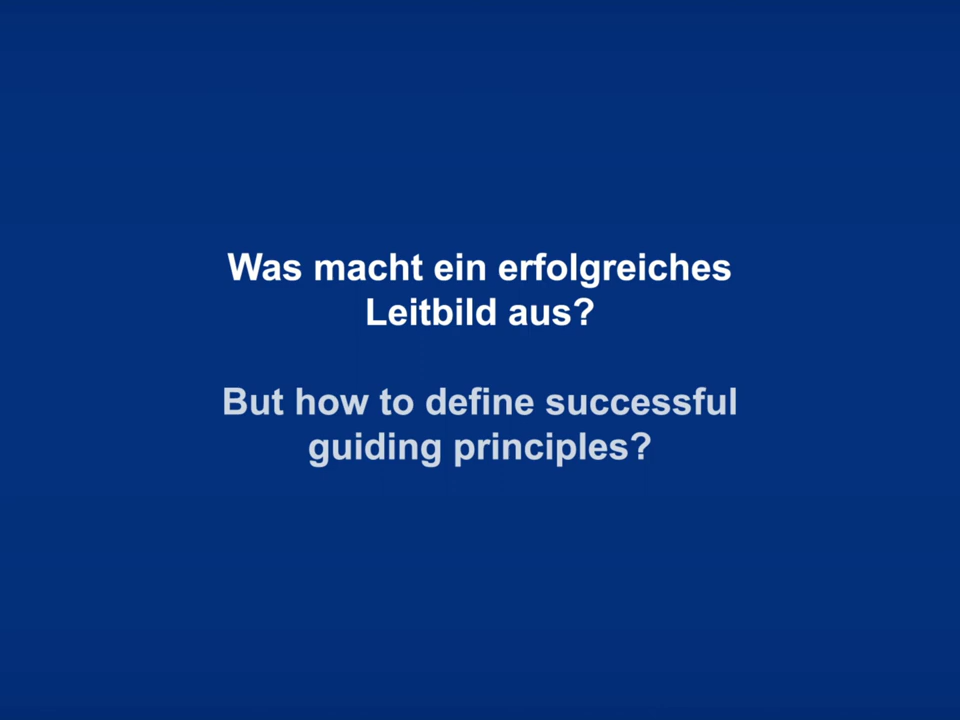 Was macht ein erfolgreiches
Leitbild aus?
But how to define successful
guiding principles?